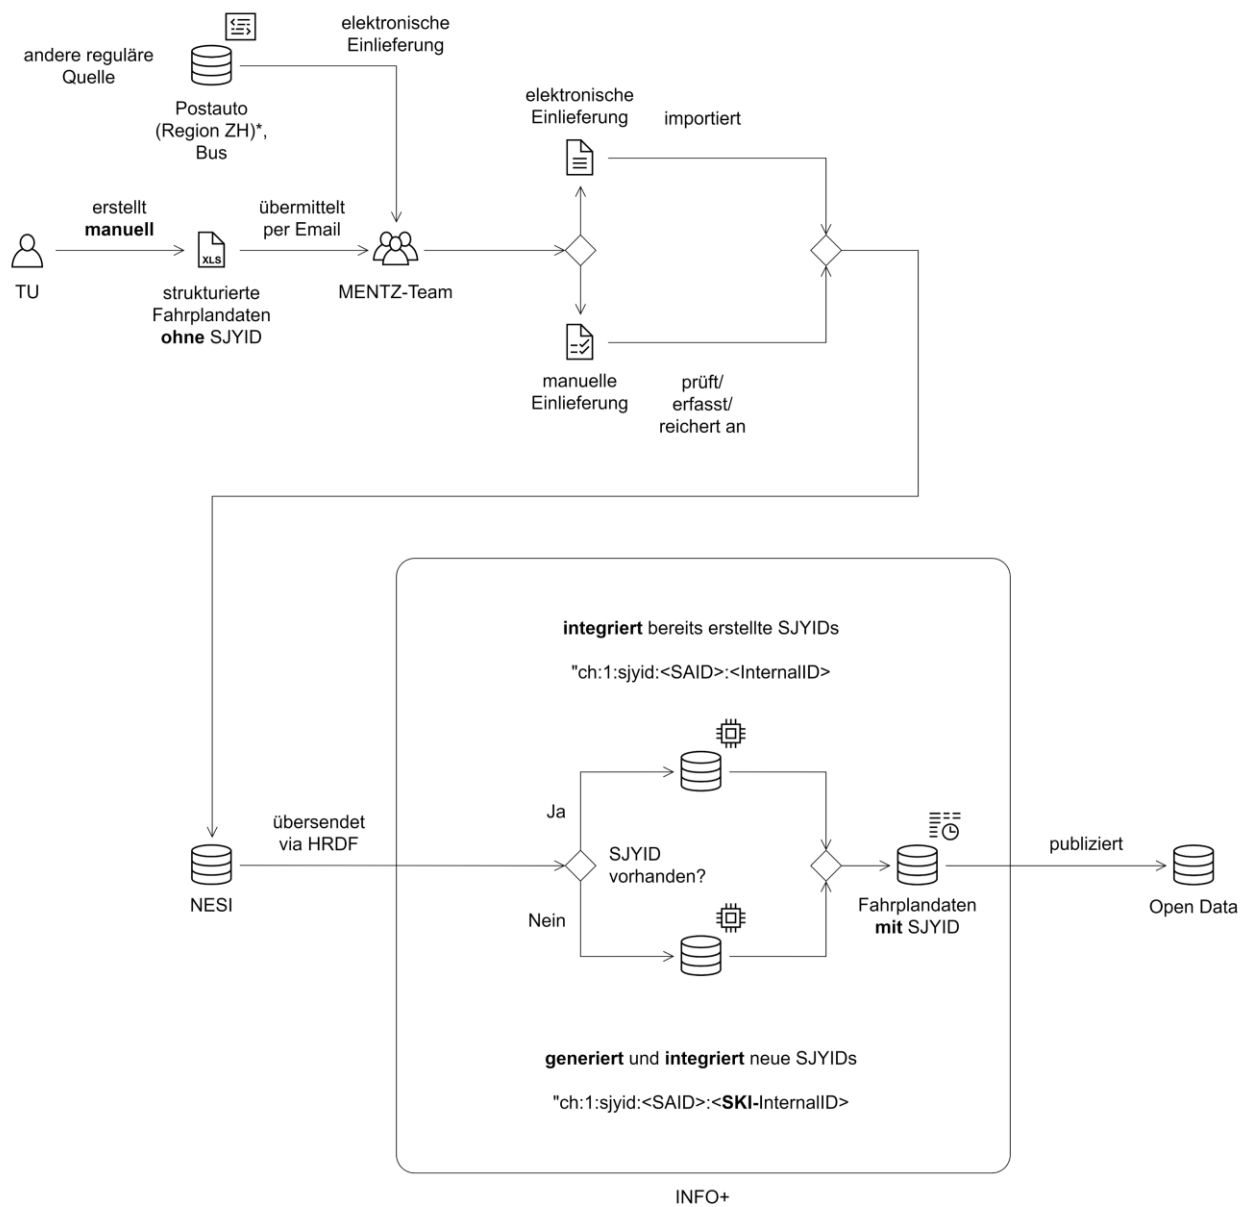 elektronische
Einlieferung
andere reguläre
Quelle
Postauto
(Region ZH)*,
Bus
elektronische
Einlieferung
importiert
erstellt
manuell
übermittelt
per Email
XLS
TU
strukturierte
Fahrplandaten
ohne SJYID
MENTZ-Team
manuelle
Einlieferung
prüft/
erfasst/
reichert an
integriert bereits erstellte SJYIDs
"ch:1:sjyid:<SAID>:<InternalID>
übersendet
via HRDF
Ja
SJYID
vorhanden?
Nein
NESI
Fahrplandaten
mit SJYID
publiziert
Open Data
generiert und integriert neue SJYIDs
"ch:1:sjyid:<SAID>:<SKI-InternalID>
INFO+